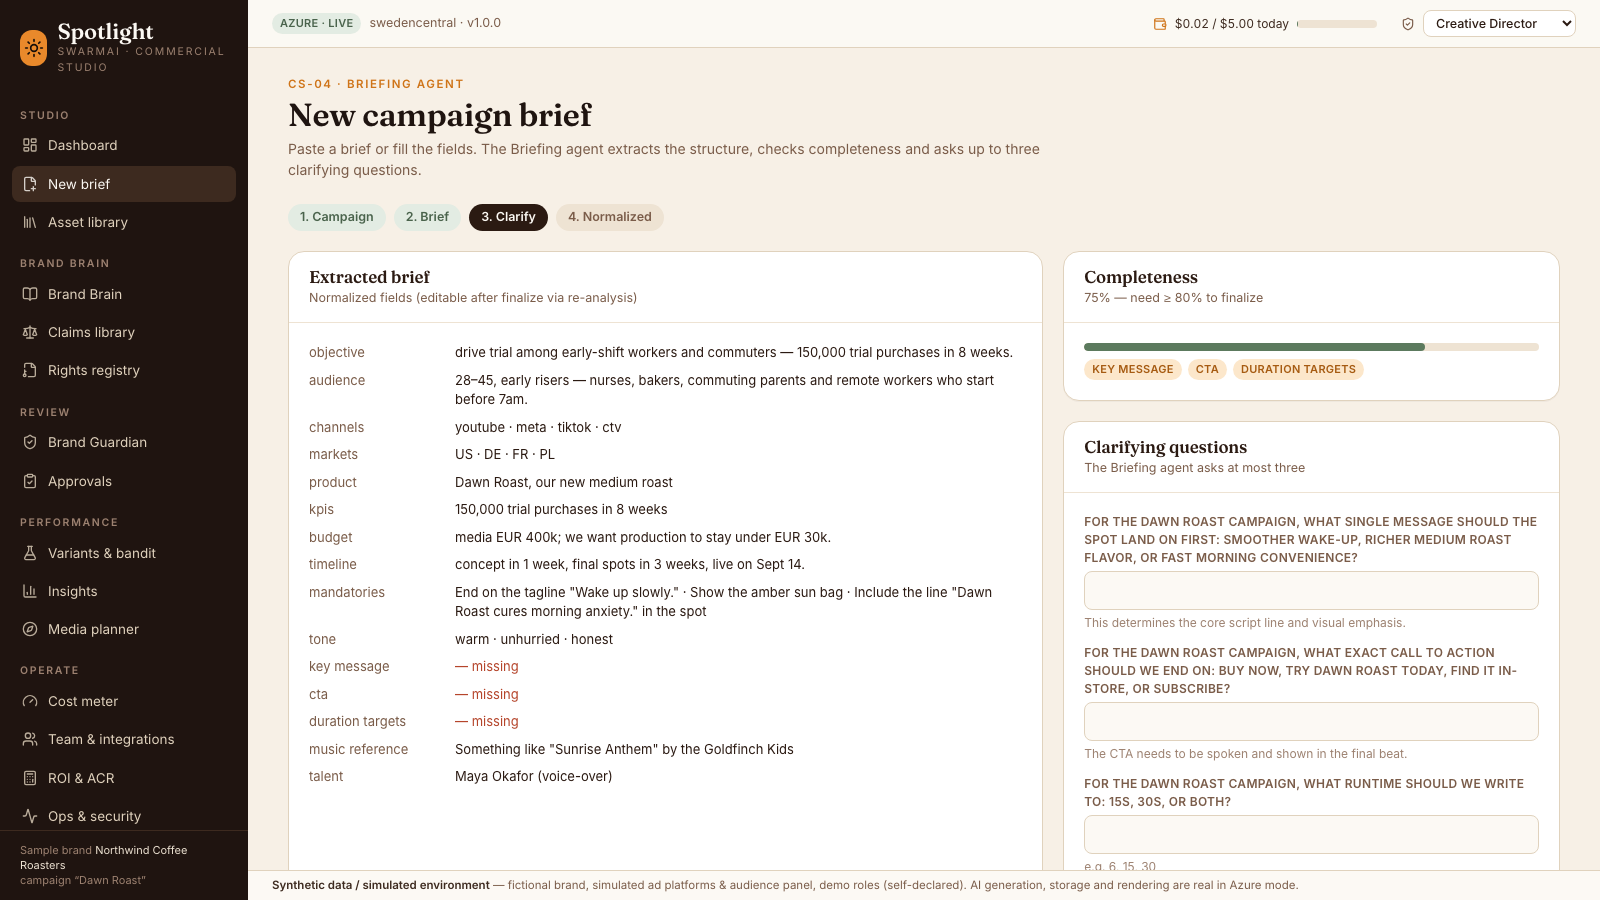 Spotlight
SWARMAI · COMMERCIAL
STUDIO
STUDIO
Dashboard
New brief
Asset library
BRAND BRAIN
Brand Brain
Claims library
Rights registry
REVIEW
Brand Guardian
Approvals
PERFORMANCE
Variants & bandit
Insights
Media planner
OPERATE
Cost meter
Team & integrations
ROI & ACR
Ops & security
Sample brand Northwind Coffee
Roasters
campaign “Dawn Roast”
AZURE · LIVE swedencentral · v1.0.0
$0.02 / $5.00 today
Creative Director
CS-04 · BRIEFING AGENT
New campaign brief
Paste a brief or fill the fields. The Briefing agent extracts the structure, checks completeness and asks up to three
clarifying questions.
1. Campaign 2. Brief 3. Clarify 4. Normalized
Extracted brief
Normalized fields (editable after finalize via re-analysis)
objective drive trial among early-shift workers and commuters — 150,000 trial purchases in 8 weeks.
audience 28–45, early risers — nurses, bakers, commuting parents and remote workers who start
before 7am.
channels youtube · meta · tiktok · ctv
markets US · DE · FR · PL
product Dawn Roast, our new medium roast
kpis 150,000 trial purchases in 8 weeks
budget media EUR 400k; we want production to stay under EUR 30k.
timeline concept in 1 week, final spots in 3 weeks, live on Sept 14.
mandatories End on the tagline "Wake up slowly." · Show the amber sun bag · Include the line "Dawn
Roast cures morning anxiety." in the spot
tone warm · unhurried · honest
key message — missing
cta — missing
duration targets — missing
music reference Something like "Sunrise Anthem" by the Goldfinch Kids
talent Maya Okafor (voice-over)
Completeness
75% — need ≥ 80% to finalize
KEY MESSAGE CTA DURATION TARGETS
Clarifying questions
The Briefing agent asks at most three
FOR THE DAWN ROAST CAMPAIGN, WHAT SINGLE MESSAGE SHOULD THE
SPOT LAND ON FIRST: SMOOTHER WAKE-UP, RICHER MEDIUM ROAST
FLAVOR, OR FAST MORNING CONVENIENCE?
This determines the core script line and visual emphasis.
FOR THE DAWN ROAST CAMPAIGN, WHAT EXACT CALL TO ACTION
SHOULD WE END ON: BUY NOW, TRY DAWN ROAST TODAY, FIND IT IN-
STORE, OR SUBSCRIBE?
The CTA needs to be spoken and shown in the final beat.
FOR THE DAWN ROAST CAMPAIGN, WHAT RUNTIME SHOULD WE WRITE
TO: 15S, 30S, OR BOTH?
e.g. 6, 15, 30
Synthetic data / simulated environment — fictional brand, simulated ad platforms & audience panel, demo roles (self-declared). AI generation, storage and rendering are real in Azure mode.